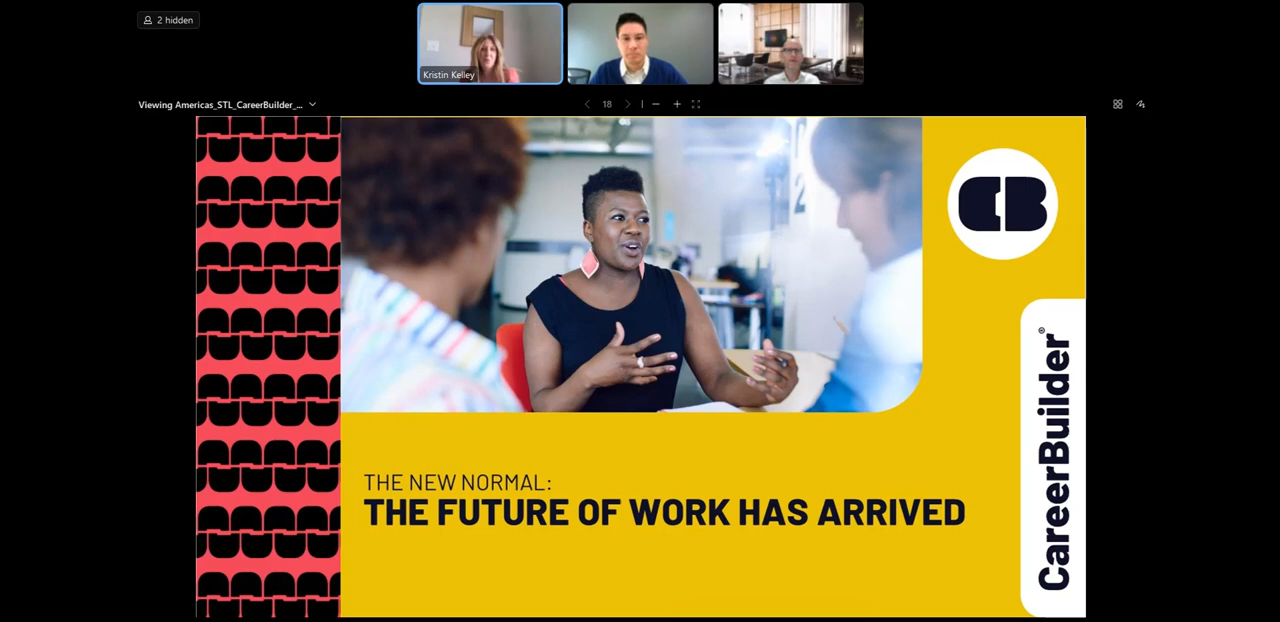 2 hidden
Kristin Kelley
Viewing Americas_STL_CareerBuilder_...
18
CB
CareerBuilder®
THE NEW NORMAL:
THE FUTURE OF WORK HAS ARRIVED